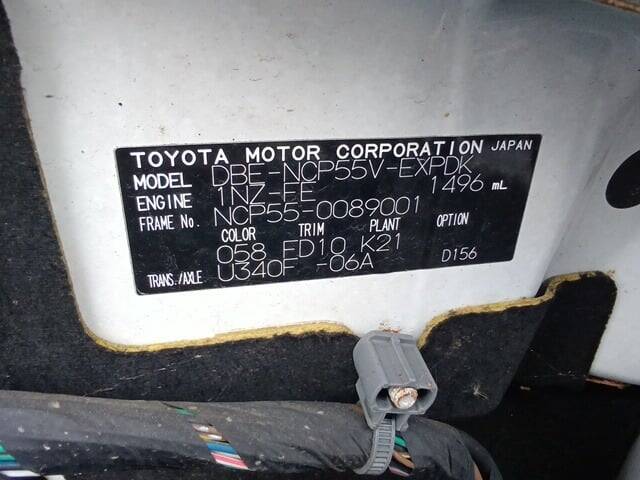 TOYOTA MOTOR CORPORATION JAPAN
MODEL DBE-NCP55V-EXPDK
ENGINE 1NZ-FE 1496 mL
FRAME No. NCP55-0089001
COLOR TRIM PLANT OPTION
058 FD10 K21 D156
TRANS./AXLE U340F -06A